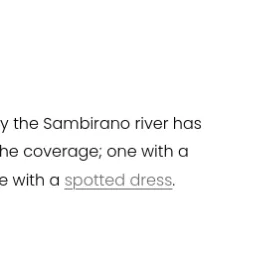 y the Sambirano river has
he coverage; one with a
e with a spotted dress.